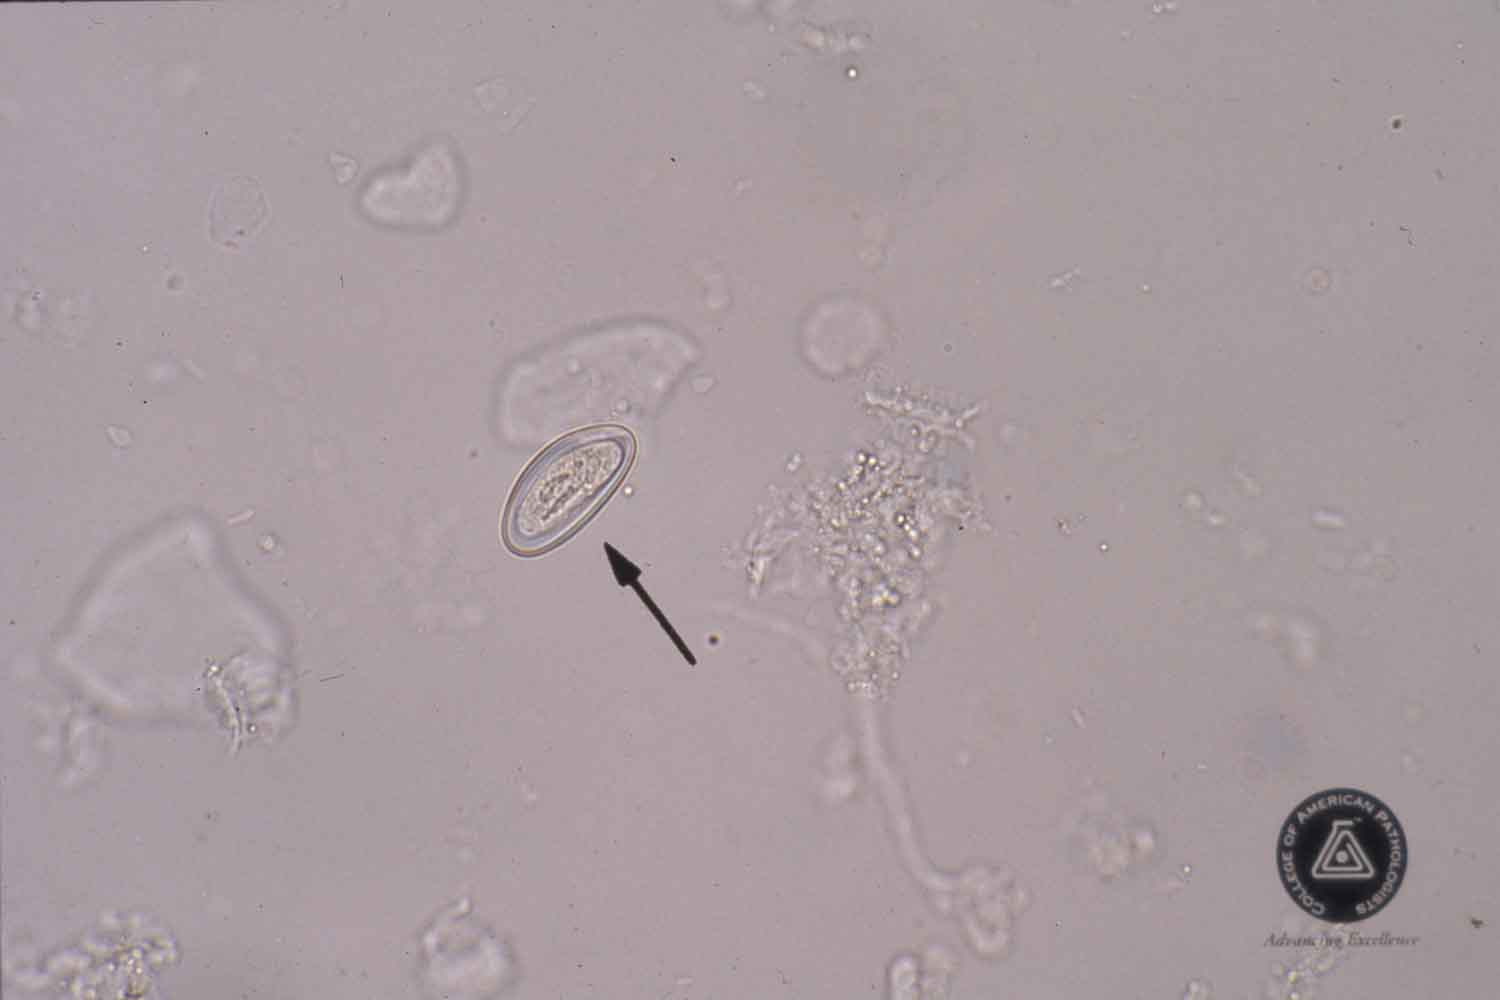 COLLEGE OF AMERICAN PATHOLOGISTS
Advancing Excellence